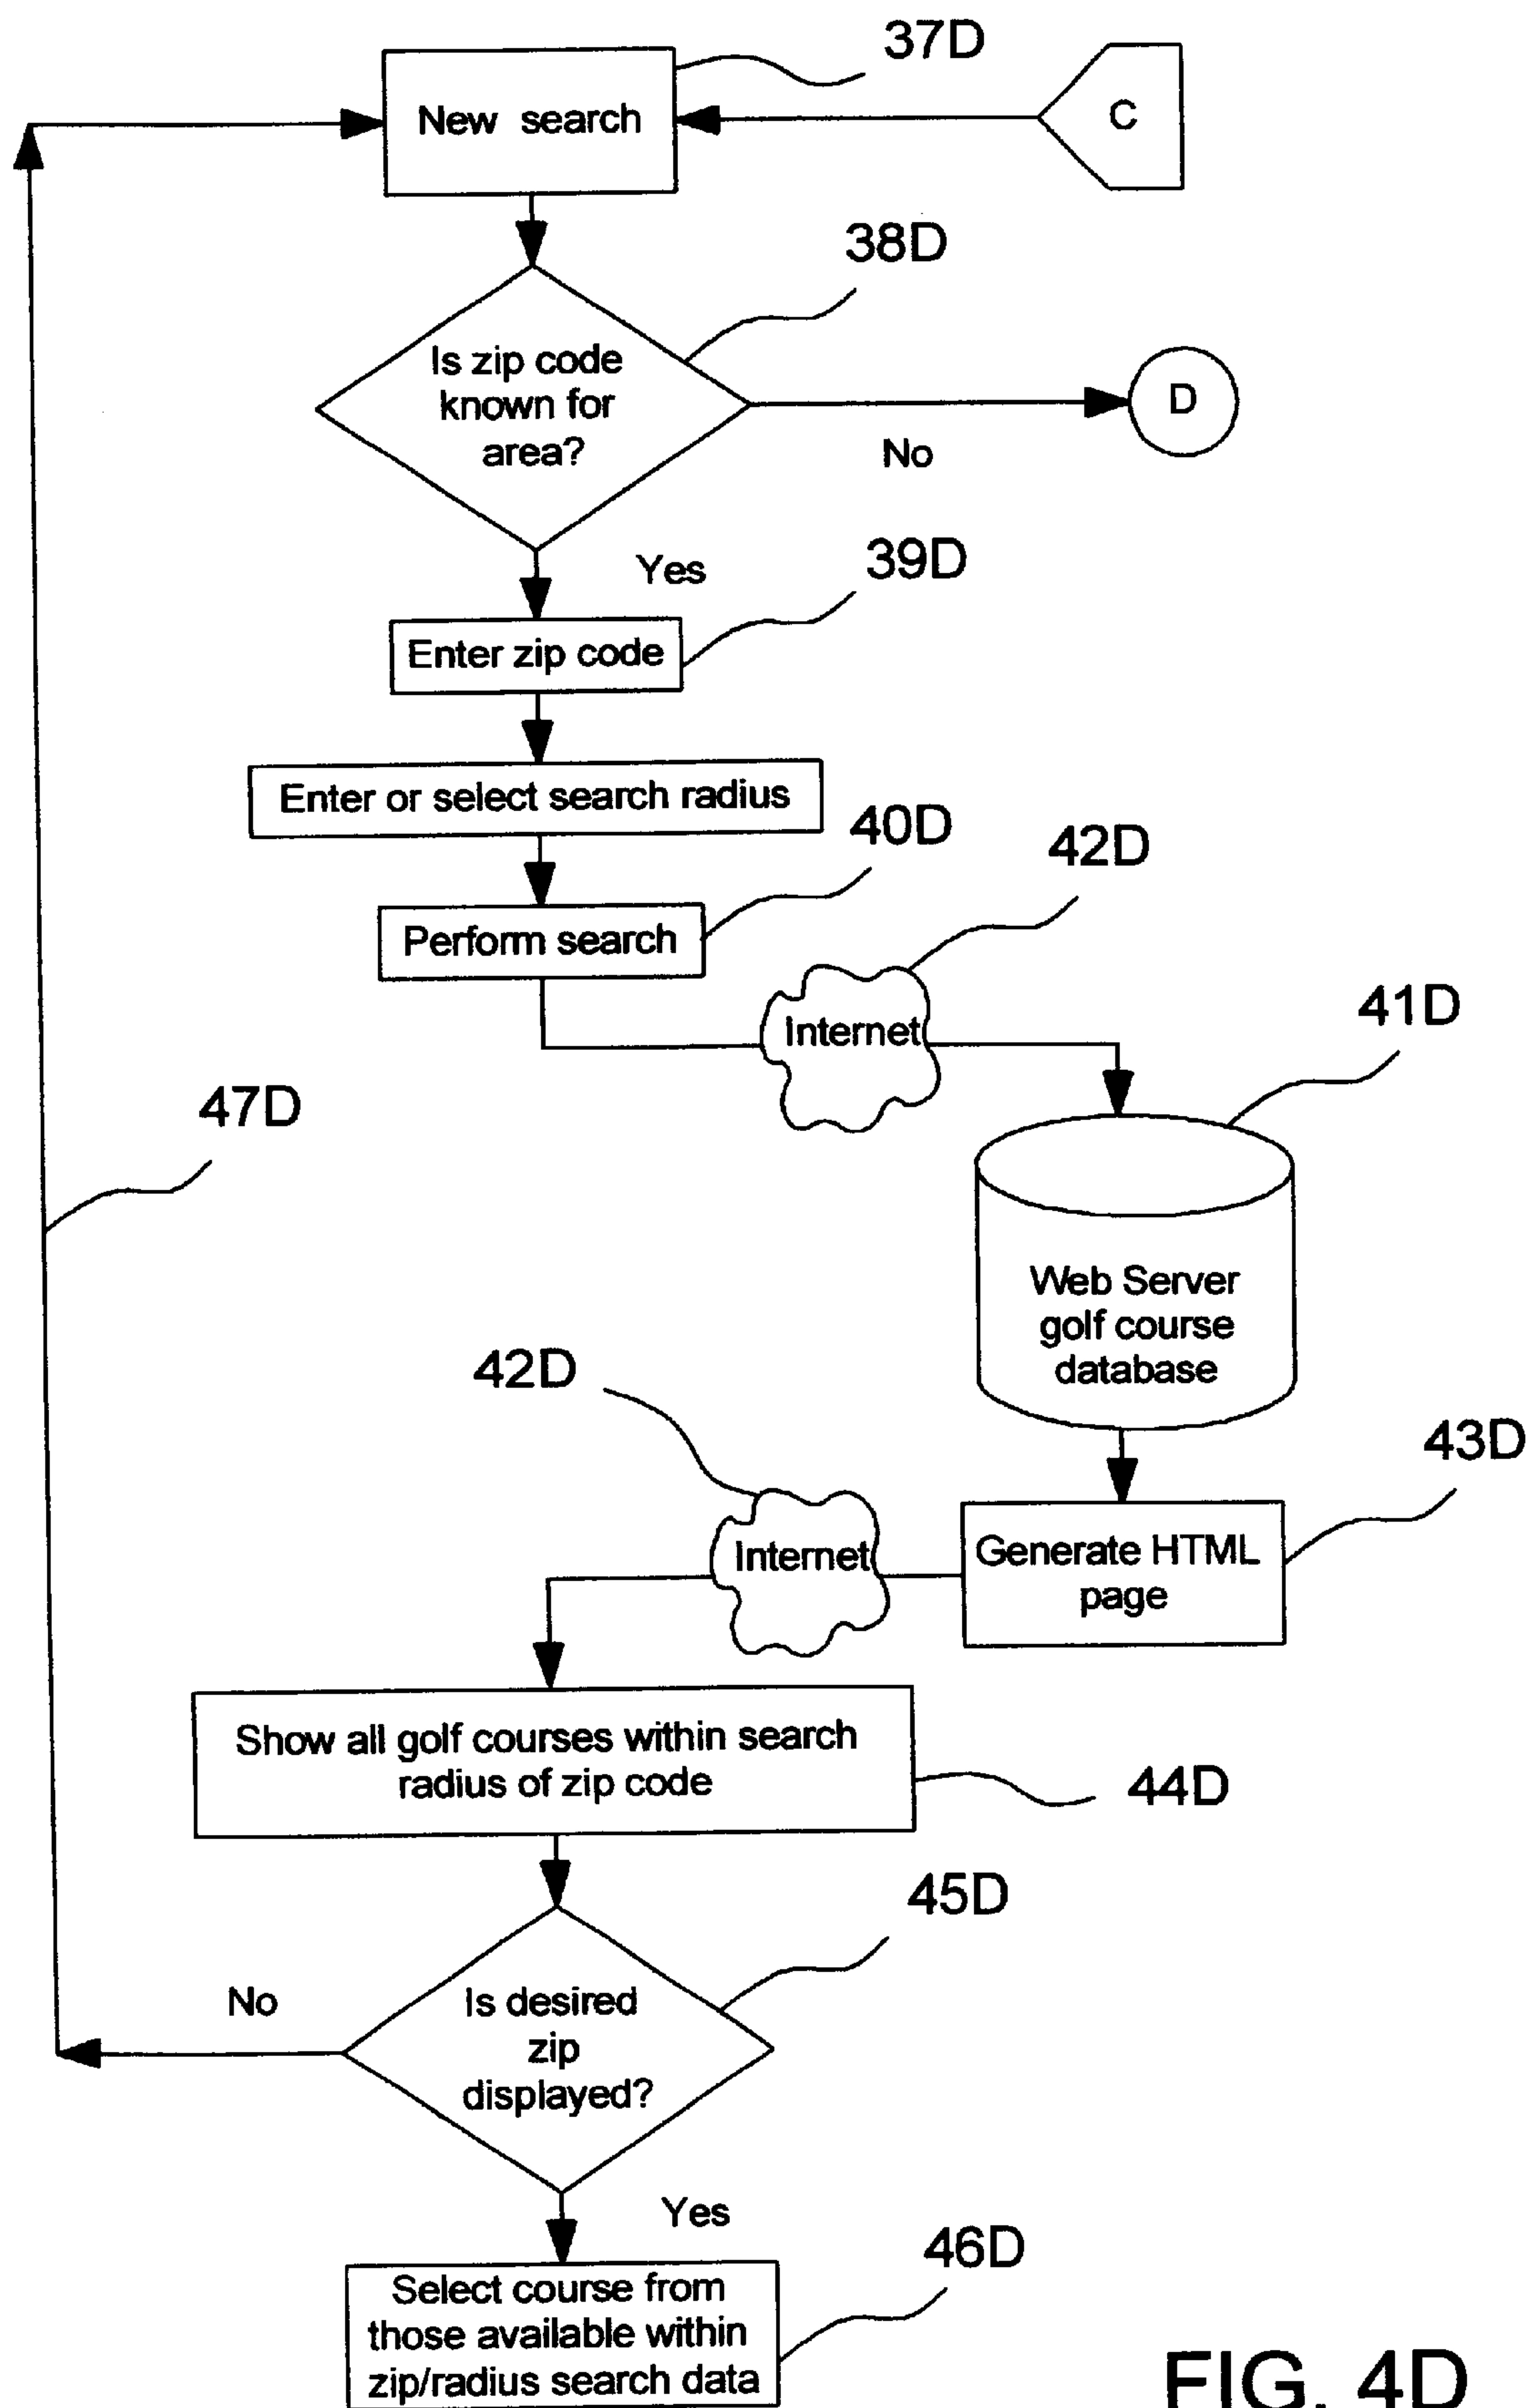 37D
New search
C
38D
Is zip code
known for
area?
D
No
Yes
39D
Enter zip code
Enter or select search radius
40D
42D
Perform search
Internet
41D
47D
Web Server
golf course
database
42D
43D
Internet
Generate HTML
page
Show all golf courses within search
radius of zip code
44D
45D
No
Is desired
zip
displayed?
Yes
46D
Select course from
those available within
zip/radius search data
FIG. 4D